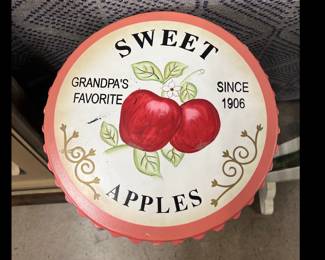 SWEET
GRANDPA'S
FAVORITE
SINCE
1906
APPLES